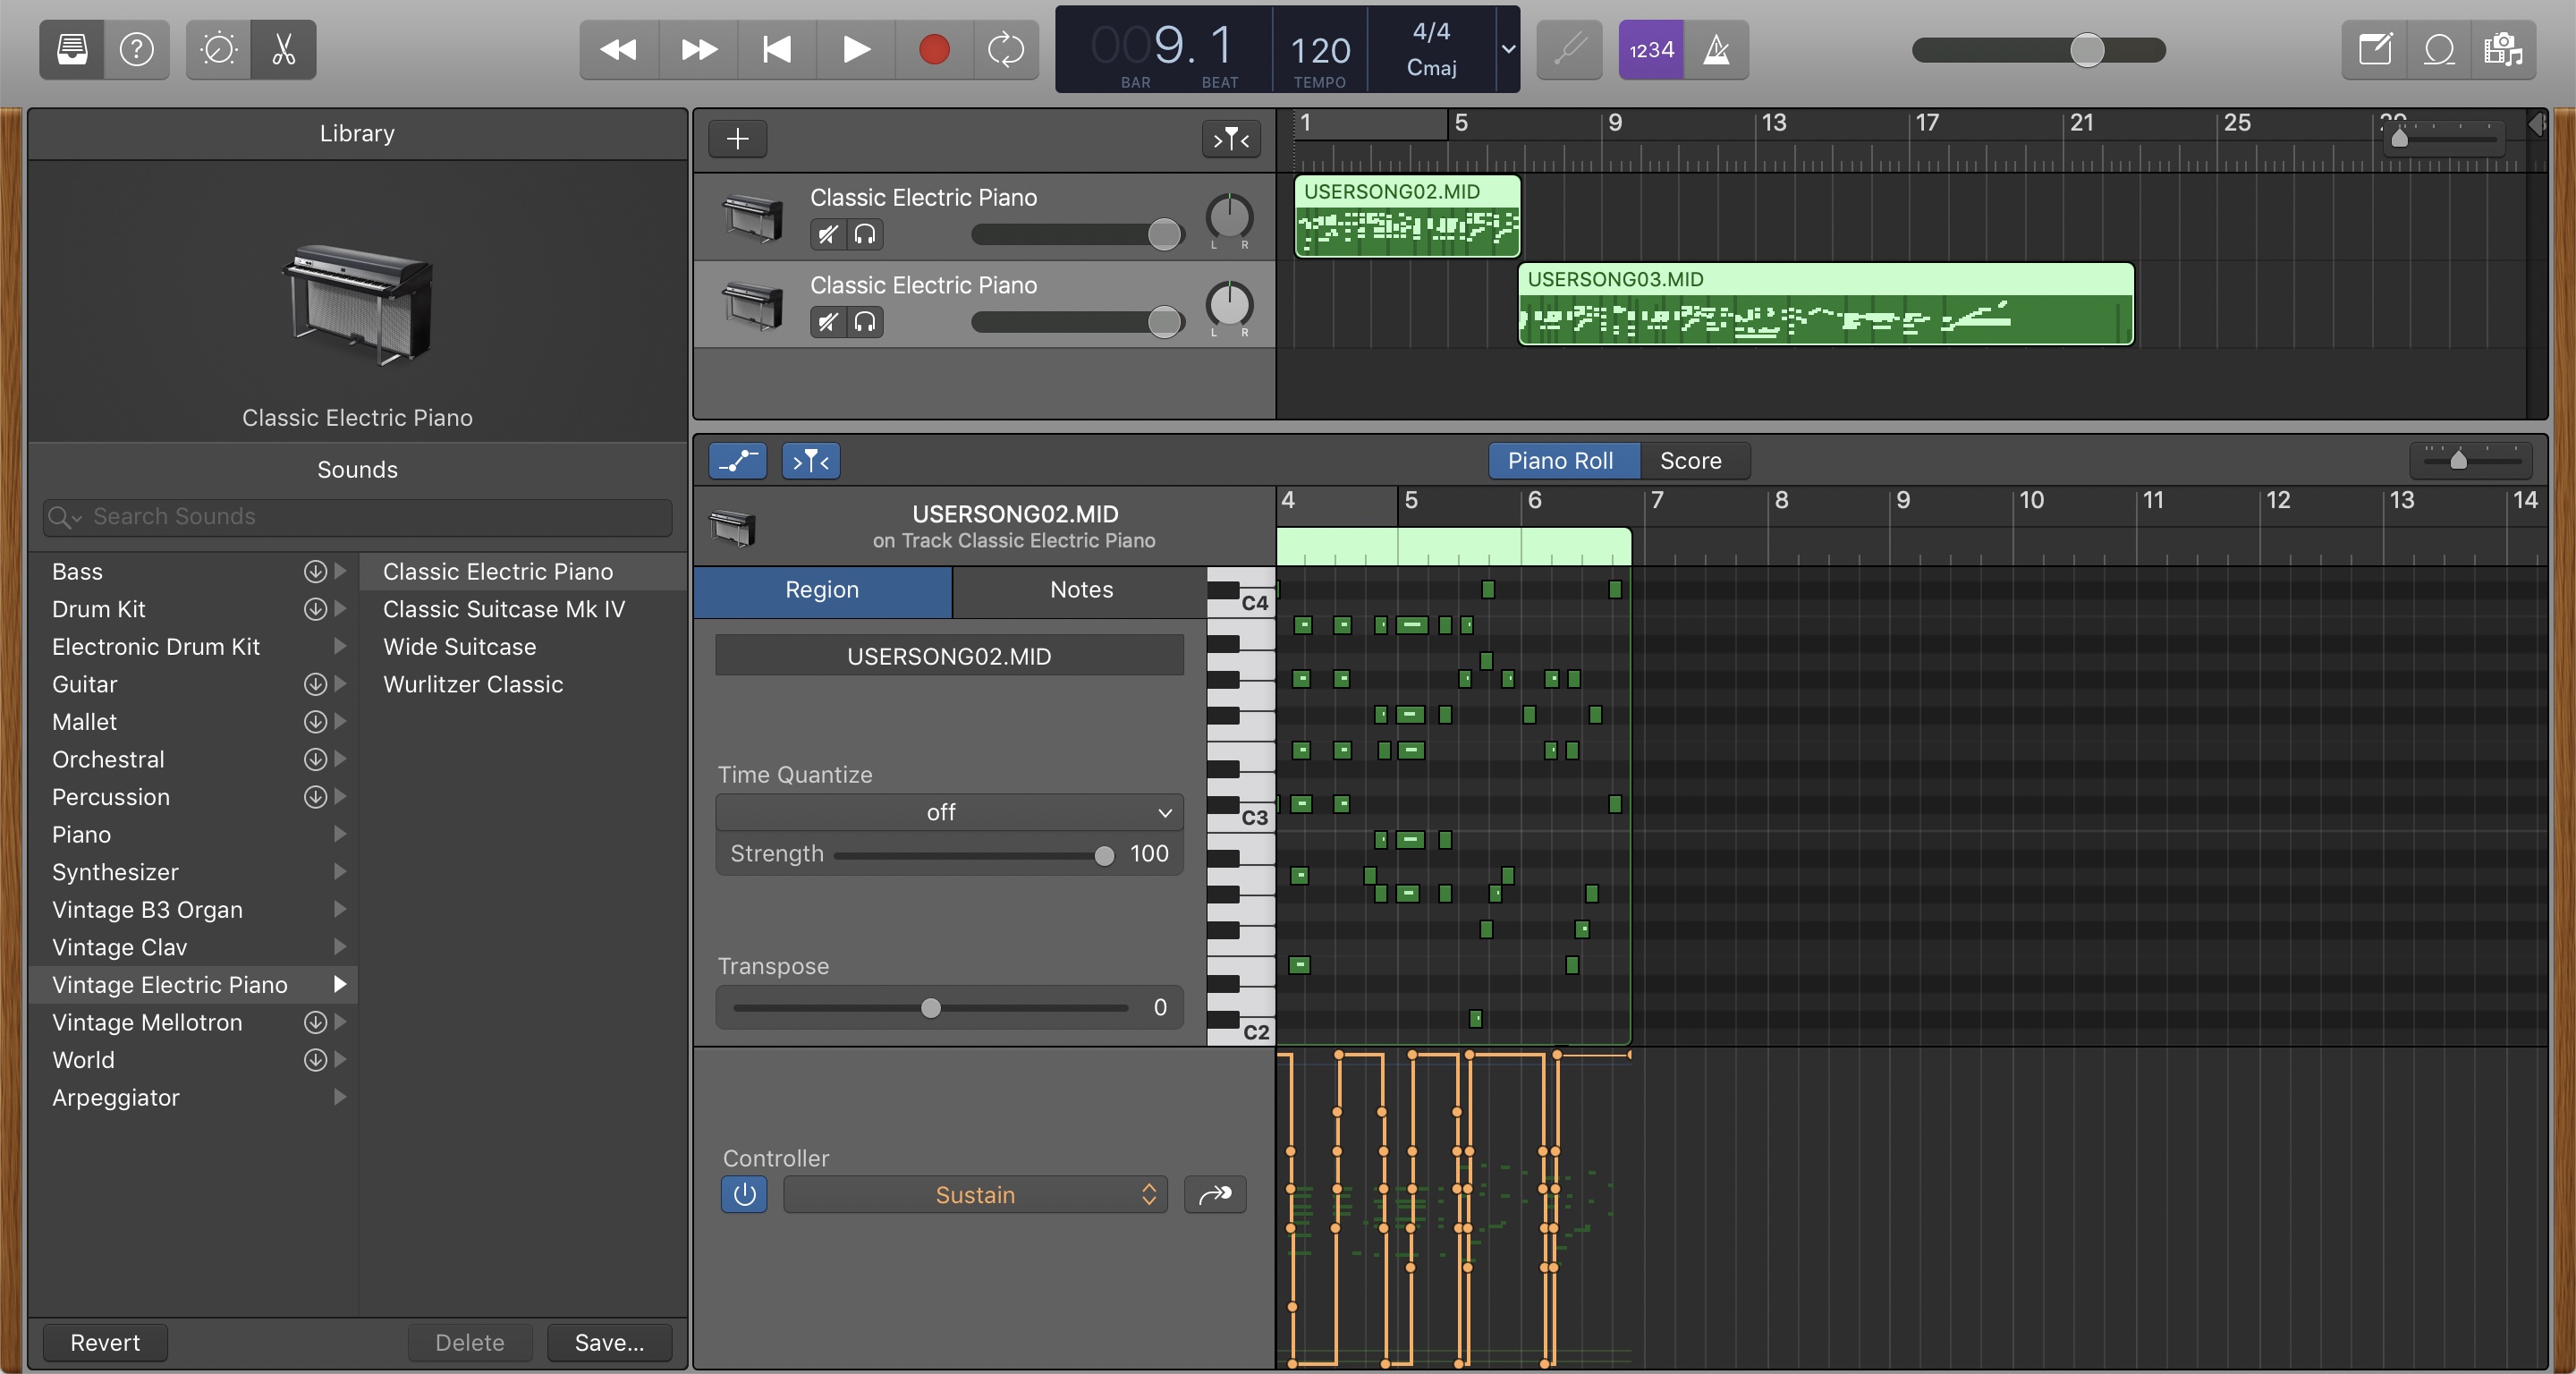 009. 1
BAR BEAT
120
TEMPO
4/4
Cmaj
1234
Library
Classic Electric Piano
Sounds
Search Sounds
Bass
Drum Kit
Electronic Drum Kit
Guitar
Mallet
Orchestral
Percussion
Piano
Synthesizer
Vintage B3 Organ
Vintage Clav
Vintage Electric Piano
Vintage Mellotron
World
Arpeggiator
Classic Electric Piano
Classic Suitcase Mk IV
Wide Suitcase
Wurlitzer Classic
Revert
Delete
Save...
1 5 9 13 17 21 25
Classic Electric Piano
L R
Classic Electric Piano
L R
USERSONG02.MID
USERSONG03.MID
Piano Roll
Score
USERSONG02.MID
on Track Classic Electric Piano
4 5 6 7 8 9 10 11 12 13 14
Region
Notes
USERSONG02.MID
Time Quantize
off
Strength 100
Transpose
0
C4
C3
C2
Controller
Sustain